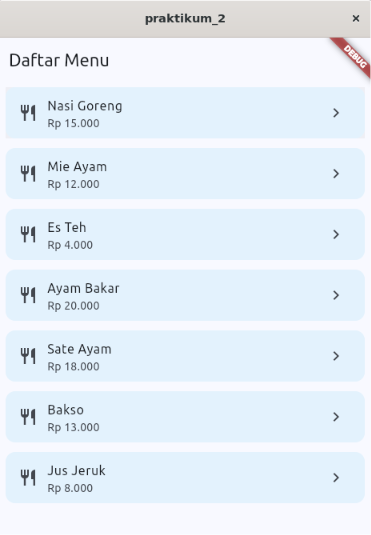 praktikum_2
×
DEBUG
Daftar Menu
Nasi Goreng
Rp 15.000
Mie Ayam
Rp 12.000
Es Teh
Rp 4.000
Ayam Bakar
Rp 20.000
Sate Ayam
Rp 18.000
Bakso
Rp 13.000
Jus Jeruk
Rp 8.000